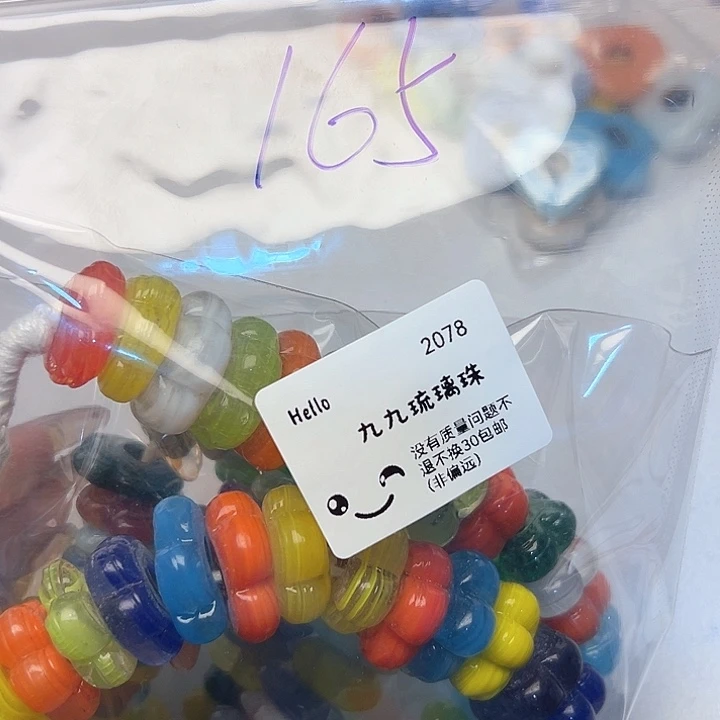 165
2078
Hello
九九琉璃珠
没有质量问题不
退不换30包邮
(非偏远)